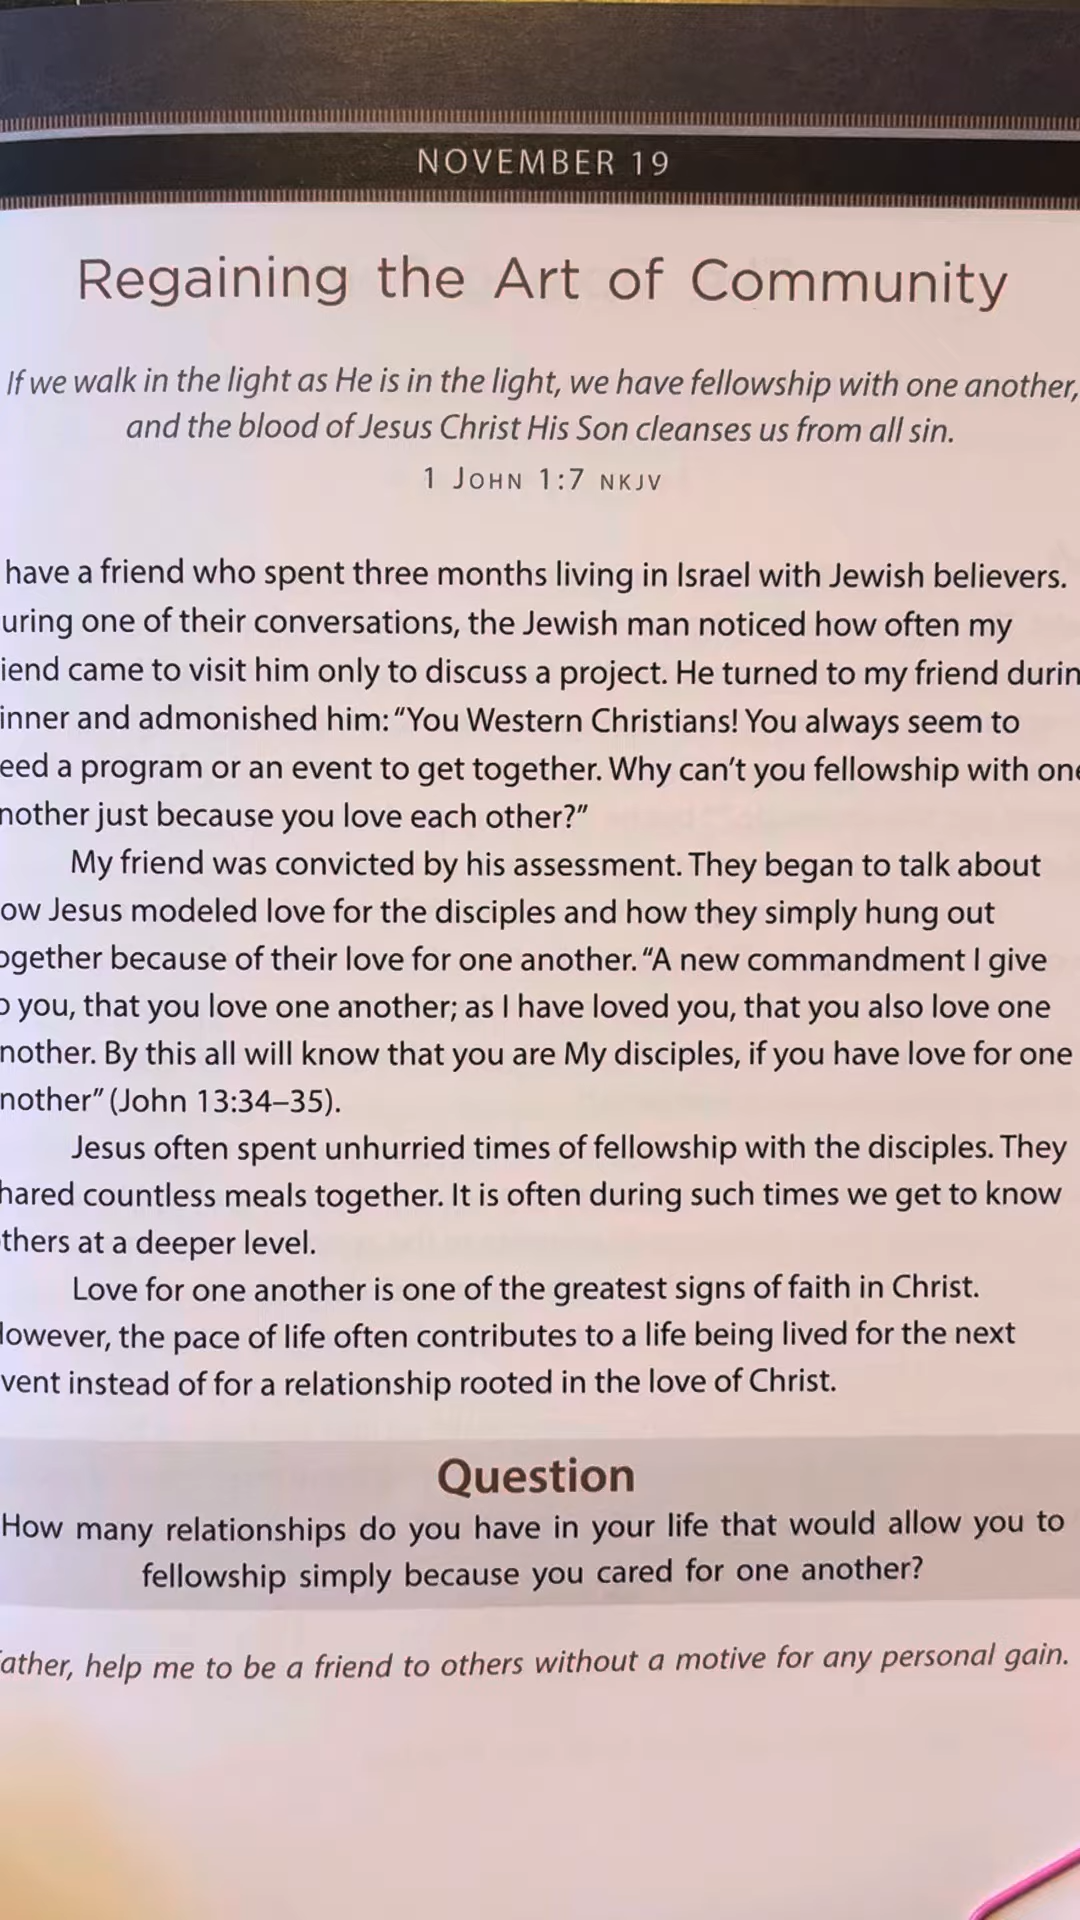 NOVEMBER 19
Regaining the Art of Community
If we walk in the light as He is in the light, we have fellowship with one another,
and the blood of Jesus Christ His Son cleanses us from all sin.
1 JOHN 1:7 NKJV
have a friend who spent three months living in Israel with Jewish believers.
uring one of their conversations, the Jewish man noticed how often my
iend came to visit him only to discuss a project. He turned to my friend durin
inner and admonished him: “You Western Christians! You always seem to
eed a program or an event to get together. Why can’t you fellowship with one
nother just because you love each other?”
My friend was convicted by his assessment. They began to talk about
ow Jesus modeled love for the disciples and how they simply hung out
ogether because of their love for one another. “A new commandment I give
o you, that you love one another; as I have loved you, that you also love one
nother. By this all will know that you are My disciples, if you have love for one
nother” (John 13:34–35).
Jesus often spent unhurried times of fellowship with the disciples. They
hared countless meals together. It is often during such times we get to know
thers at a deeper level.
Love for one another is one of the greatest signs of faith in Christ.
However, the pace of life often contributes to a life being lived for the next
vent instead of for a relationship rooted in the love of Christ.
Question
How many relationships do you have in your life that would allow you to
fellowship simply because you cared for one another?
ather, help me to be a friend to others without a motive for any personal gain.